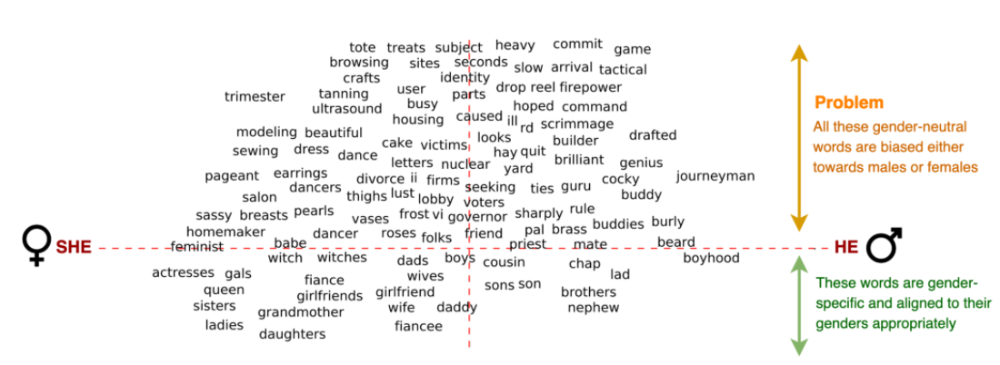 tote treats subject heavy commit game
browsing sites seconds slow arrival tactical
crafts identity
trimester tanning user parts drop reel firepower
ultrasound busy hoped command
housing caused ill rd scrimmage
modeling beautiful cake victims looks builder drafted
sewing dress dance hay quit brilliant genius
letters nuclear yard
pageant earrings divorce ii firms seeking ties guru cocky journeyman
dancers thighs lust lobby voters buddy
salon
sassy breasts pearls vases frost vi governor sharply rule buddies burly
homemaker dancer roses folks friend pal brass
feminist babe priest mate beard
witch witches dads boys cousin chap boyhood
actresses gals fiance wives sons son lad
queen girlfriends girlfriend brothers
sisters grandmother wife daddy nephew
ladies daughters fiancee
SHE
HE
Problem
All these gender-neutral
words are biased either
towards males or females
These words are gender-
specific and aligned to their
genders appropriately